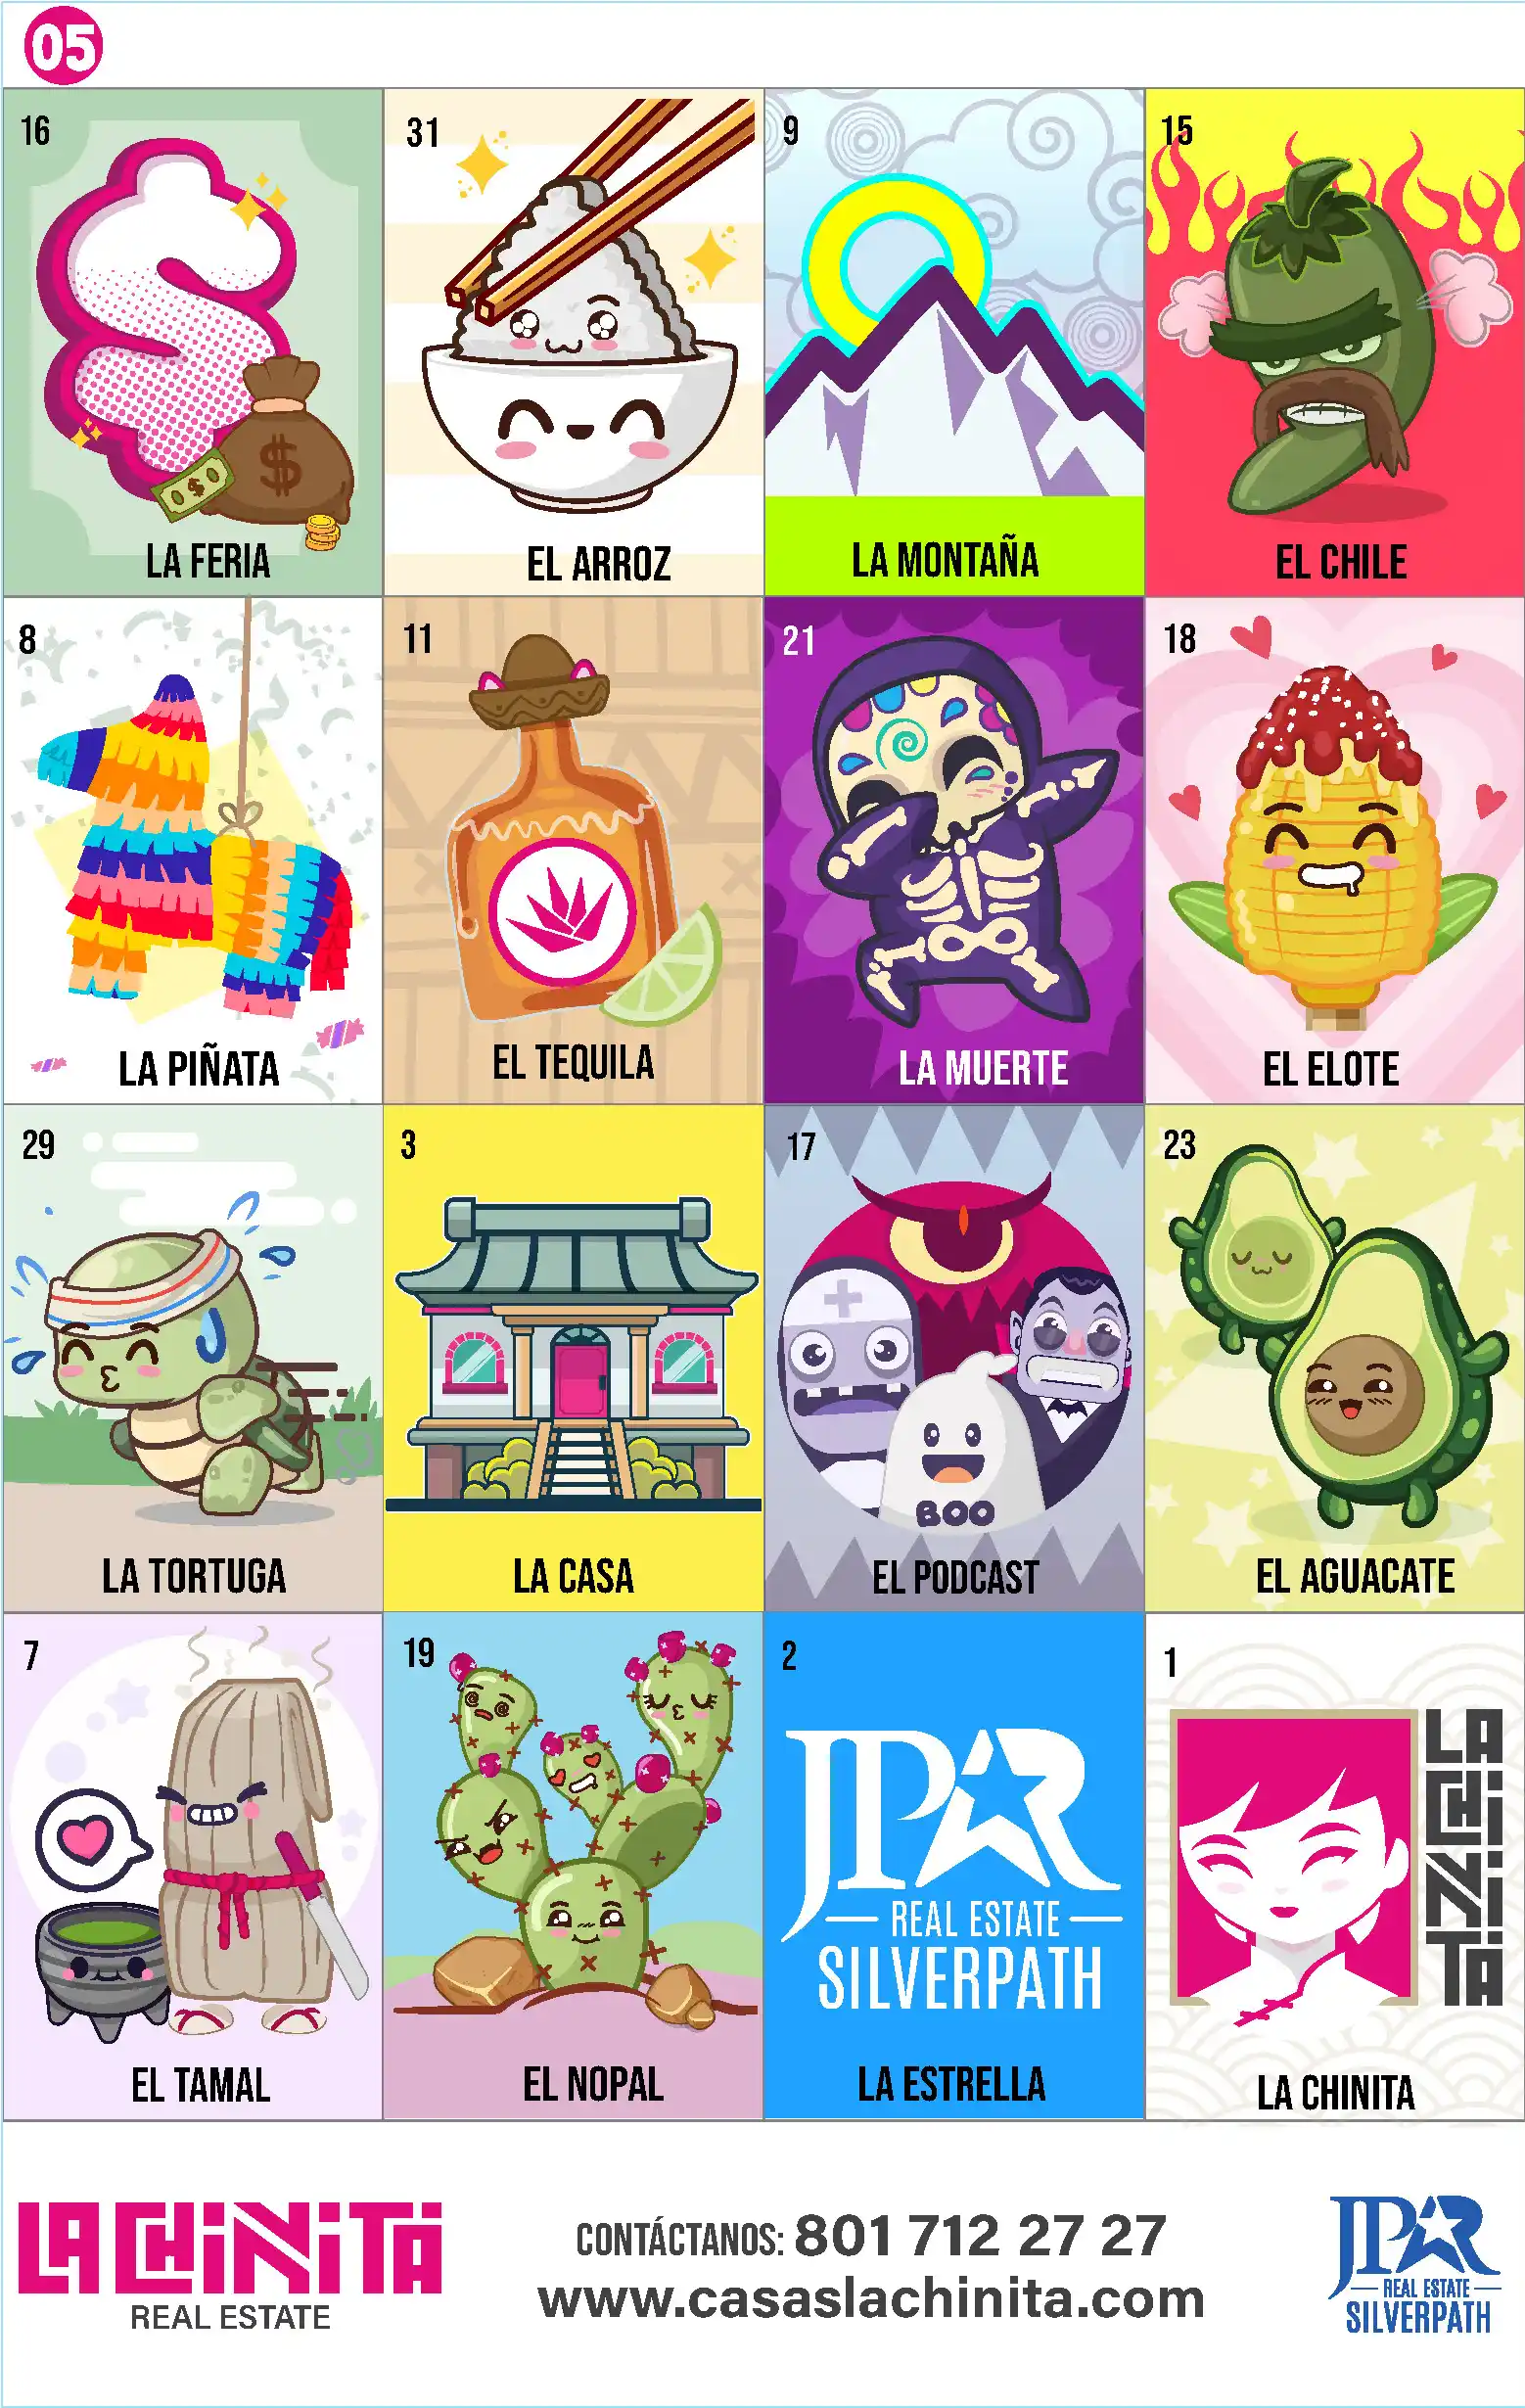 05
16
$
$
LA FERIA
31
EL ARROZ
9
LA MONTAÑA
15
EL CHILE
8
LA PIÑATA
11
EL TEQUILA
21
LA MUERTE
18
EL ELOTE
29
LA TORTUGA
3
LA CASA
17
BOO
EL PODCAST
23
EL AGUACATE
7
EL TAMAL
19
EL NOPAL
2
JPAR
REAL ESTATE
SILVERPATH
LA ESTRELLA
1
LA
CHi
Ni
TA
LA CHINITA
LA CHiNiTA
REAL ESTATE
CONTÁCTANOS: 801 712 27 27
www.casaslachinita.com
JPAR
REAL ESTATE
SILVERPATH